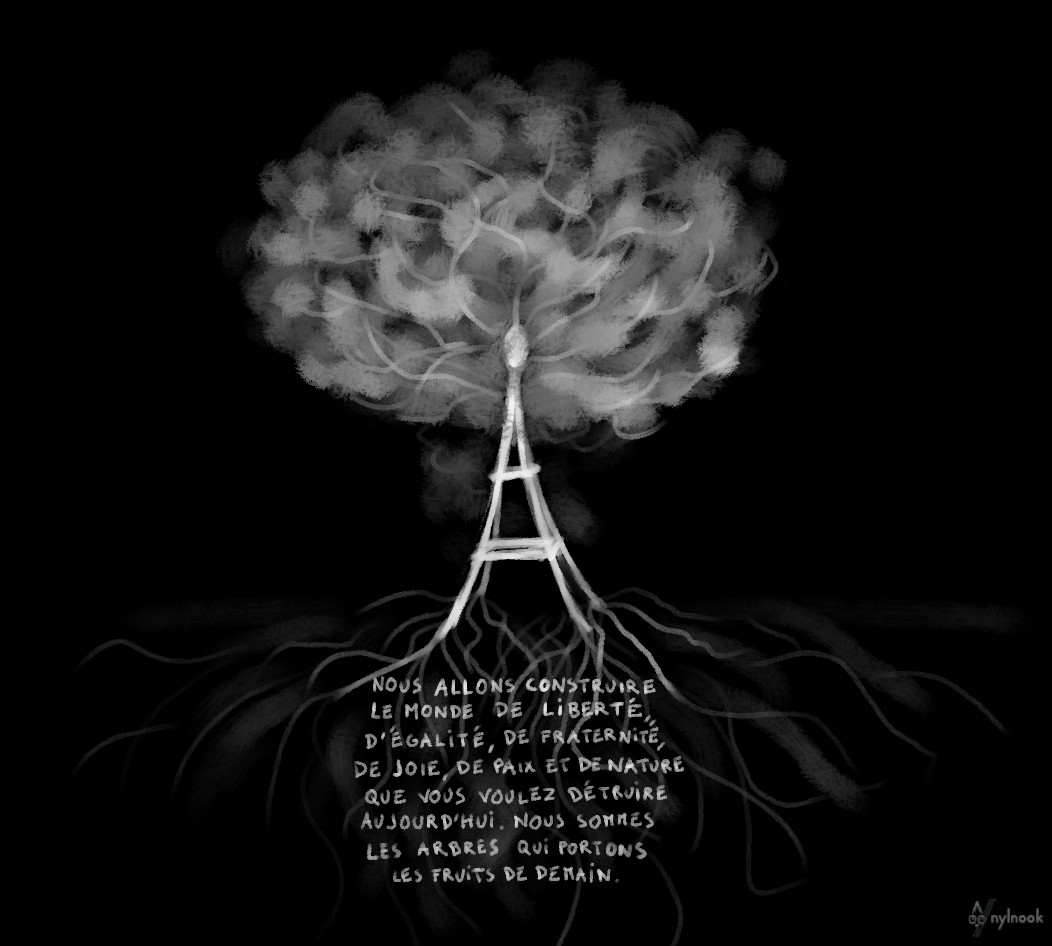 NOUS ALLONS CONSTRUIRE
LE MONDE DE LIBERTÉ,
D'ÉGALITÉ, DE FRATERNITÉ,
DE JOIE, DE PAIX ET DE NATURE
QUE VOUS VOULEZ DÉTRUIRE
AUJOURD'HUI. NOUS SOMMES
LES ARBRES QUI PORTONS
LES FRUITS DE DEMAIN.
nylnook